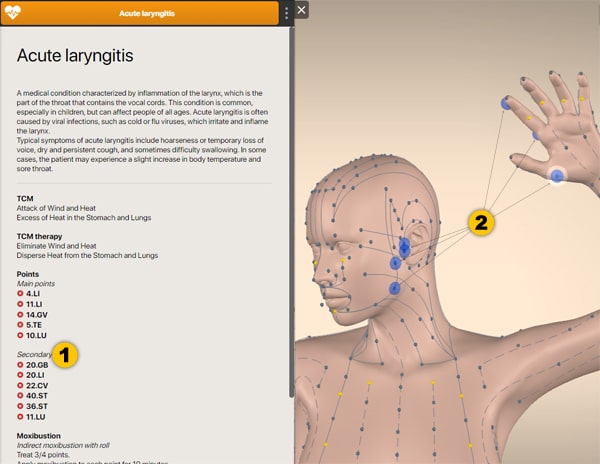 Acute laryngitis
Acute laryngitis
A medical condition characterized by inflammation of the larynx, which is the
part of the throat that contains the vocal cords. This condition is common,
especially in children, but can affect people of all ages. Acute laryngitis is often
caused by viral infections, such as cold or flu viruses, which irritate and inflame
the larynx.
Typical symptoms of acute laryngitis include hoarseness or temporary loss of
voice, dry and persistent cough, and sometimes difficulty swallowing. In some
cases, the patient may experience a slight increase in body temperature and
sore throat.
TCM
Attack of Wind and Heat
Excess of Heat in the Stomach and Lungs
TCM therapy
Eliminate Wind and Heat
Disperse Heat from the Stomach and Lungs
Points
Main points
4.LI
11.LI
14.GV
5.TE
10.LU
Secondary
1
20.GB
20.LI
22.CV
40.ST
36.ST
11.LU
Moxibustion
Indirect moxibustion with roll
Treat 3/4 points.
Apply moxibustion to each point for 10 minutes
2